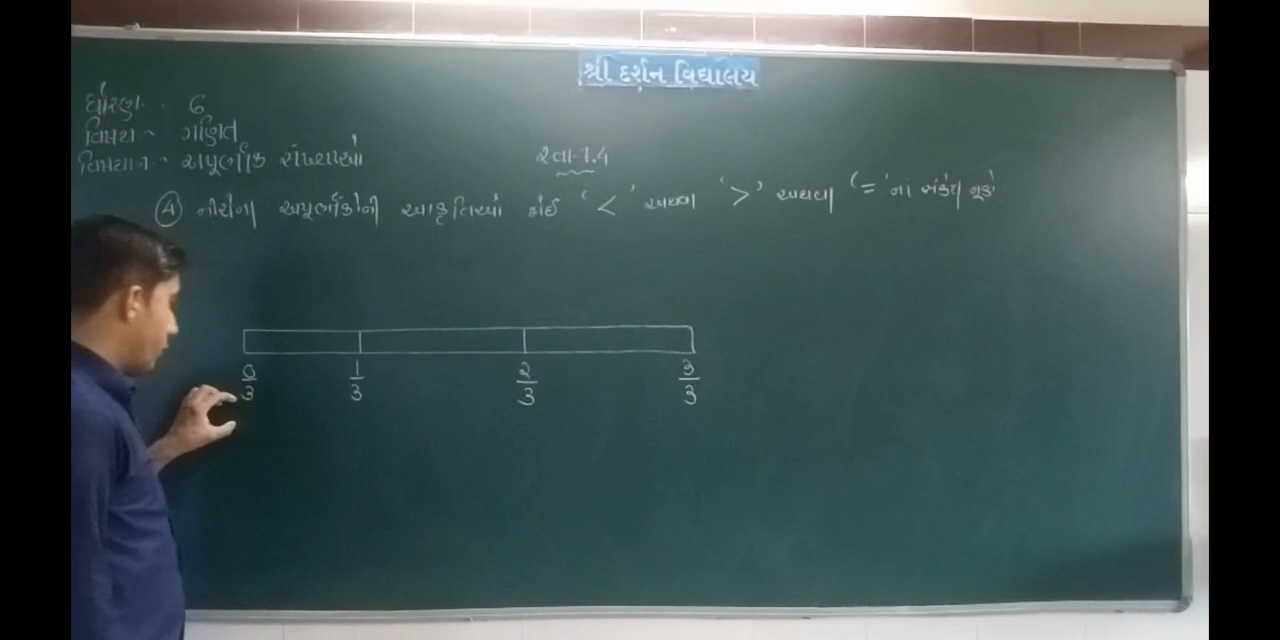 શ્રી દર્શન વિદ્યાલય
ધોરણ - 6
વિષય - ગણિત
અપૂર્ણાંક સંખ્યાઓ
સ્વા-7.4
(4) નીચેના અપૂર્ણાંકોની આકૃતિઓ જોઈ '<' અથવા '>' અથવા '=' નાં સંકેત મૂકો
0/3 1/3 2/3 3/3